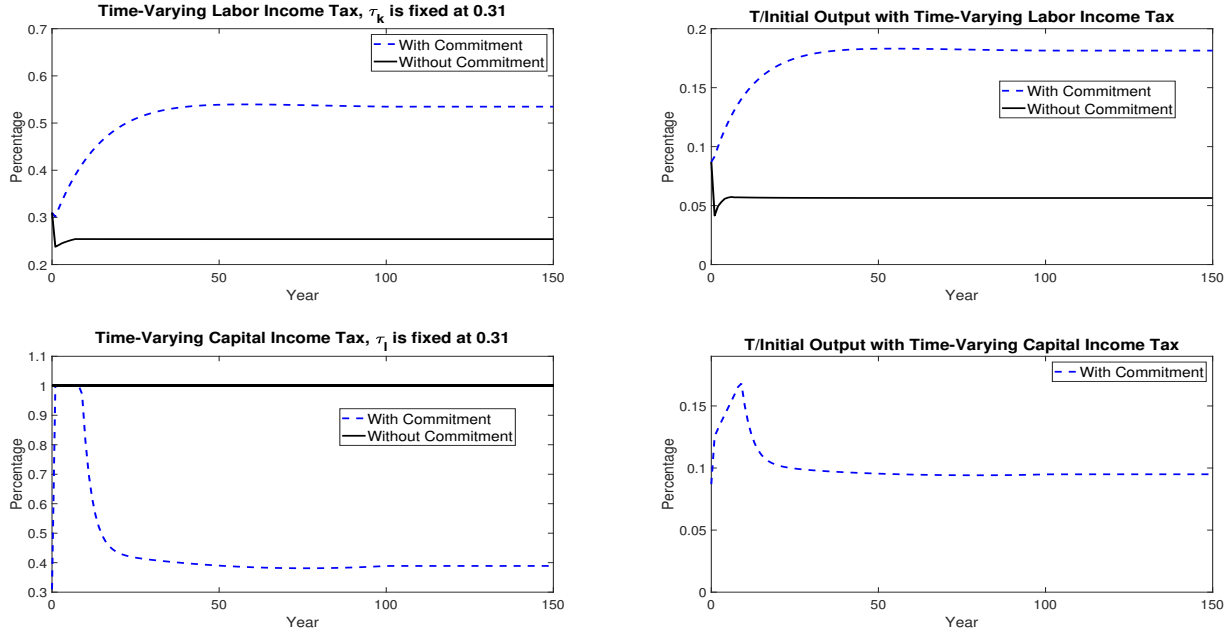 Time-Varying Labor Income Tax, τk is fixed at 0.31
Percentage
0.7
0.6
0.5
0.4
0.3
0.2
0
50
100
150
Year
With Commitment
Without Commitment
T/Initial Output with Time-Varying Labor Income Tax
Percentage
0.2
0.15
0.1
0.05
0
0
50
100
150
Year
With Commitment
Without Commitment
Time-Varying Capital Income Tax, τl is fixed at 0.31
Percentage
1.1
1
0.9
0.8
0.7
0.6
0.5
0.4
0.3
0
50
100
150
Year
With Commitment
Without Commitment
T/Initial Output with Time-Varying Capital Income Tax
Percentage
0.15
0.1
0.05
0
0
50
100
150
Year
With Commitment